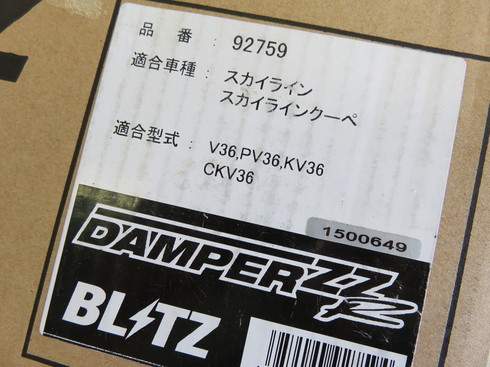 品　番： 92759
適合車種： スカイライン
スカイラインクーペ
適合型式： V36,PV36,KV36
CKV36
1500649
DAMPER ZZ-R
BLITZ